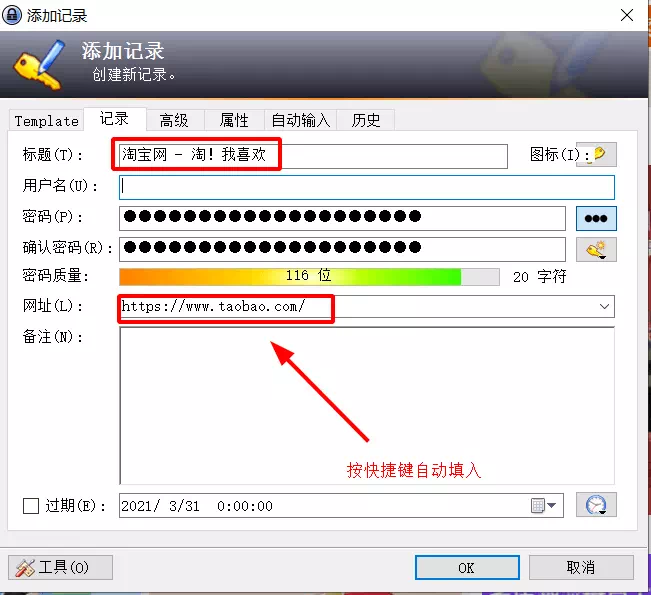 添加记录
添加记录
创建新记录。
Template 记录 高级 属性 自动输入 历史
标题(T): 淘宝网 - 淘! 我喜欢 图标(I):
用户名(U):
密码(P): ●●●●●●●●●●●●●●●●●●●●
确认密码(R): ●●●●●●●●●●●●●●●●●●●●
密码质量: 116 位 20 字符
网址(L): https://www.taobao.com/
备注(N):
按快捷键自动填入
过期(E): 2021/ 3/31 0:00:00
工具(O) OK 取消